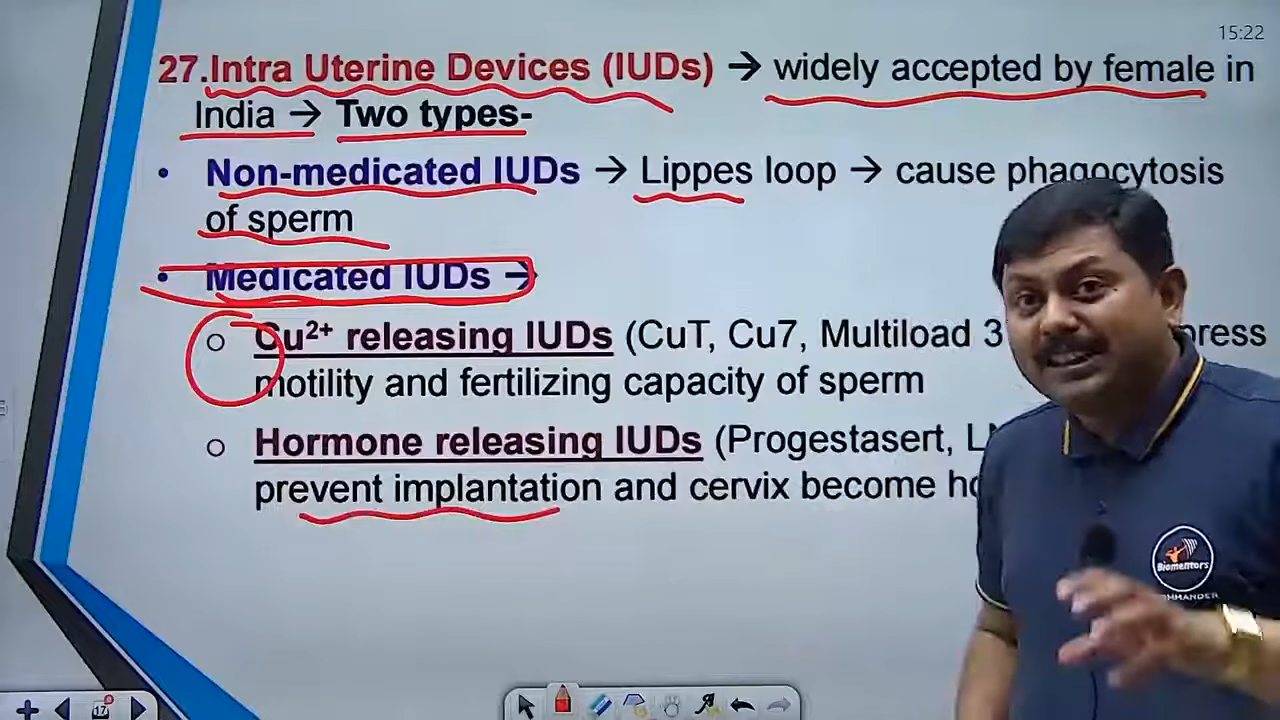 15:22
27.Intra Uterine Devices (IUDs) → widely accepted by female in
India → Two types-
• Non-medicated IUDs → Lippes loop → cause phagocytosis
of sperm
• Medicated IUDs →
o Cu²⁺ releasing IUDs (CuT, Cu7, Multiload
motility and fertilizing capacity of sperm
o Hormone releasing IUDs (Progestasert,
prevent implantation and cervix become
Biomentors
17